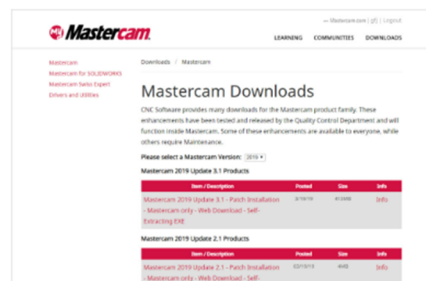 Mastercam
Mastercam.com | | Logout
LEARNING COMMUNITIES DOWNLOADS
Mastercam
Mastercam for SOLIDWORKS
Mastercam Swiss Expert
Drivers and Utilities
Downloads / Mastercam
Mastercam Downloads
CNC Software provides many downloads for the Mastercam product family. These
enhancements have been tested and released by the Quality Control Department and will
function inside Mastercam. Some of these enhancements are available to everyone, while
others require Maintenance.
Please select a Mastercam Version: 2019
Mastercam 2019 Update 3.1 Products
Item / Description Posted Size Info
Mastercam 2019 Update 3.1 - Patch Installation Info
- Mastercam only - Web Download - Self-
Extracting EXE
Mastercam 2019 Update 2.1 Products
Item / Description Posted Size Info
Mastercam 2019 Update 2.1 - Patch Installation Info
- Mastercam only - Web Download - Self-